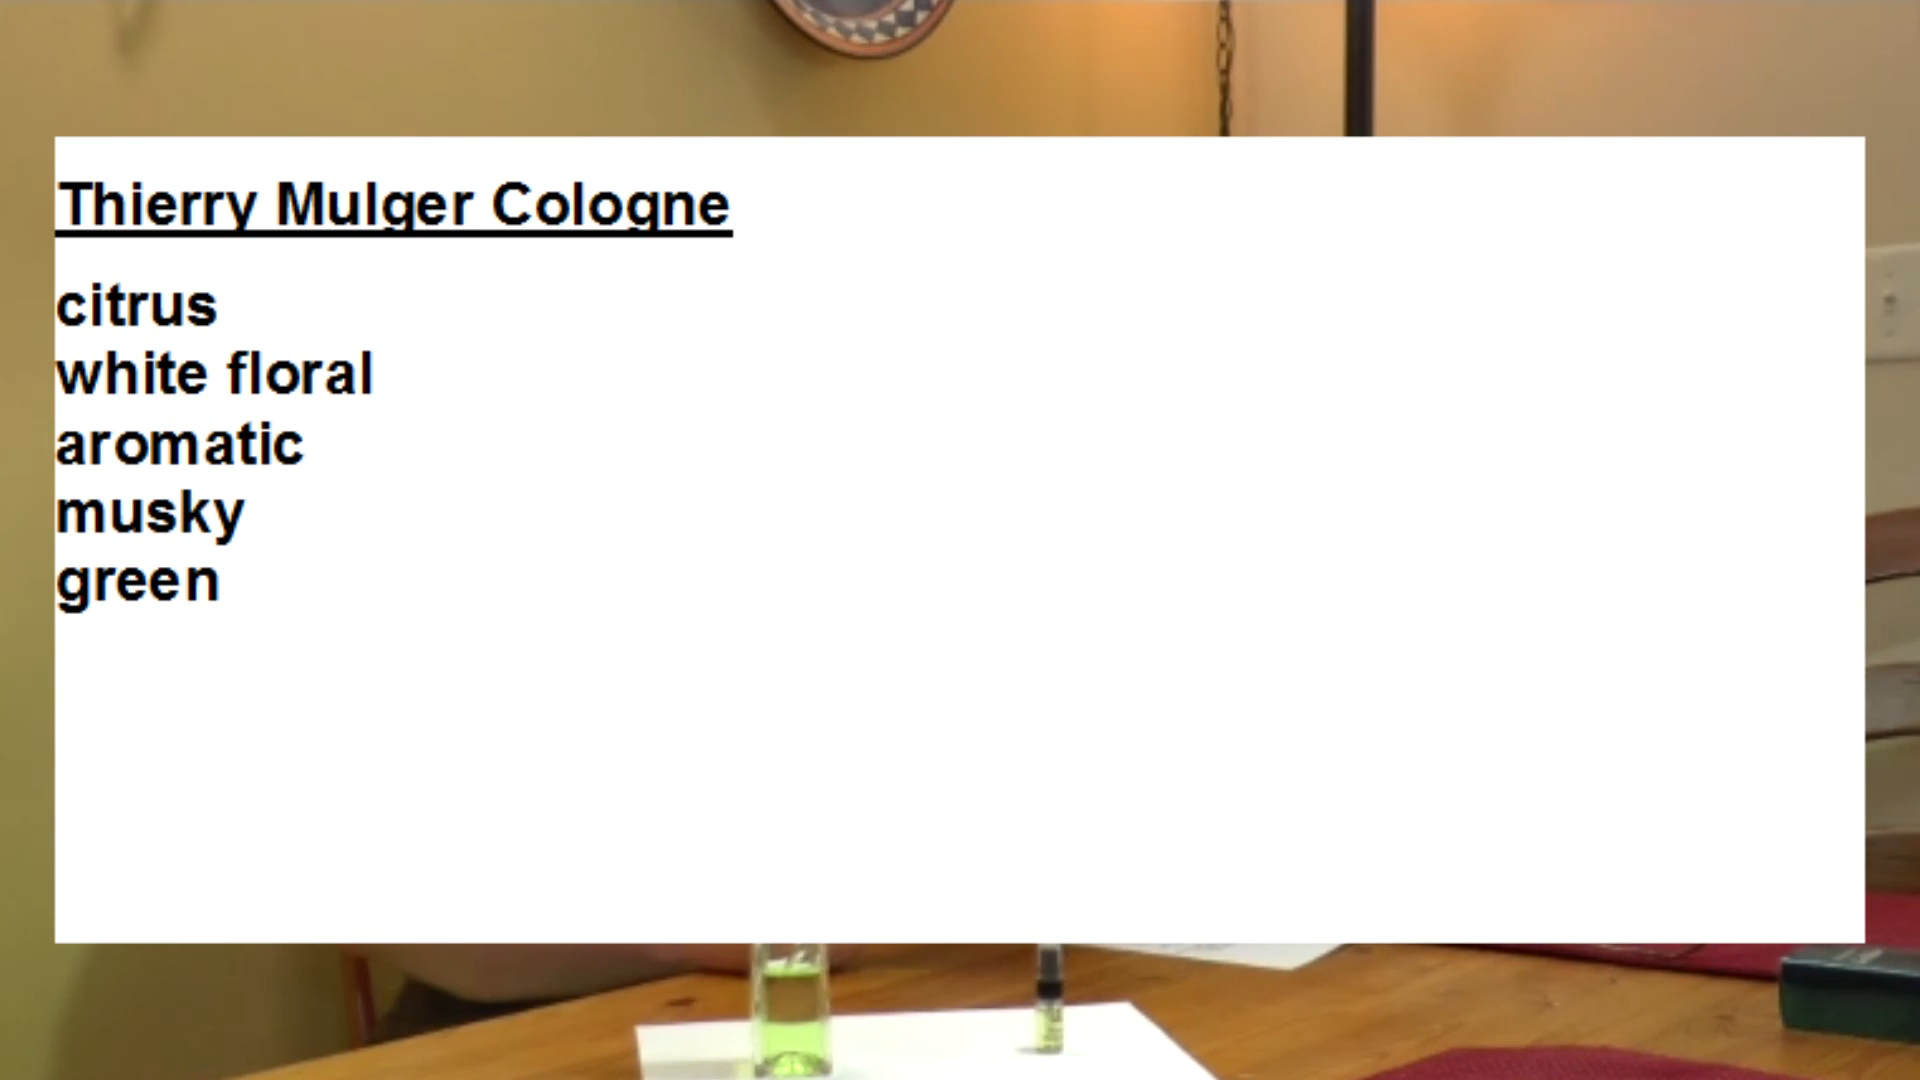 Thierry Mulger Cologne
citrus
white floral
aromatic
musky
green